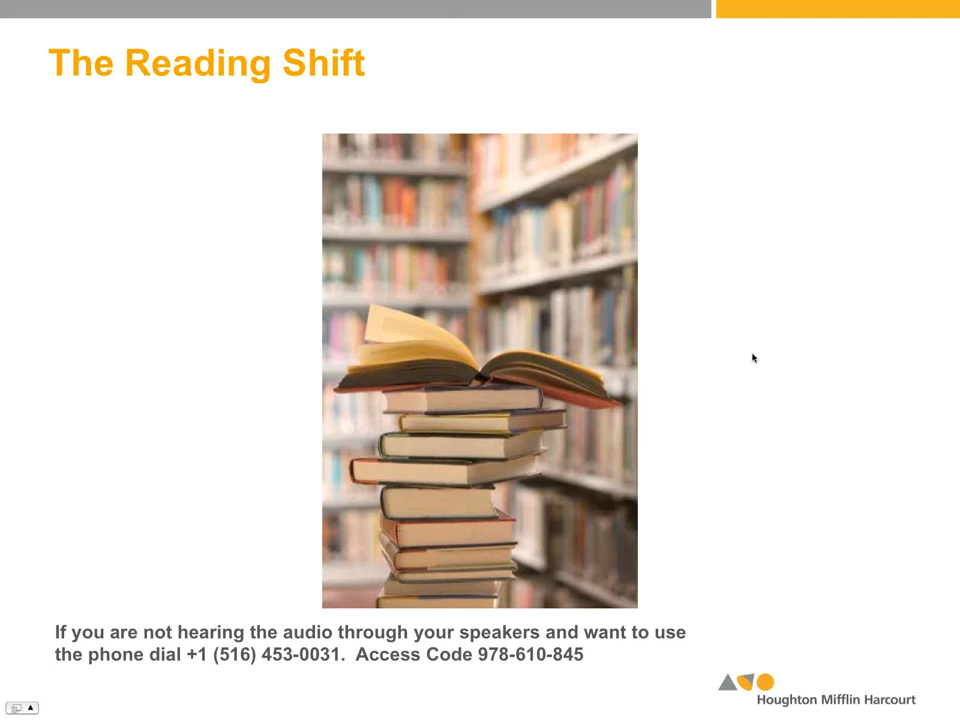 The Reading Shift
If you are not hearing the audio through your speakers and want to use
the phone dial +1 (516) 453-0031.  Access Code 978-610-845
Houghton Mifflin Harcourt